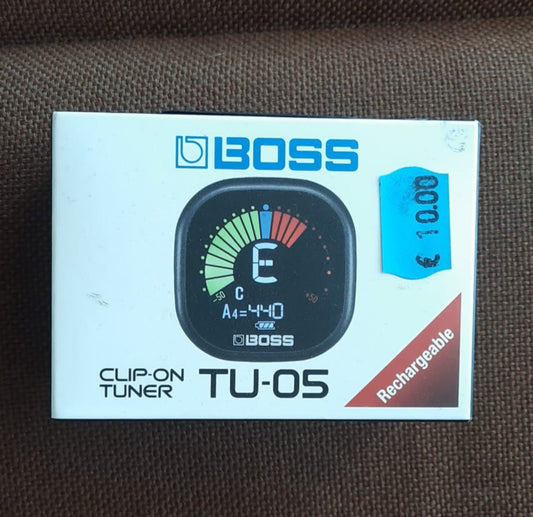 BOSS
€ 10.00
E
-50
+50
C
A4=440
BOSS
CLIP-ON
TUNER
TU-05
Rechargeable